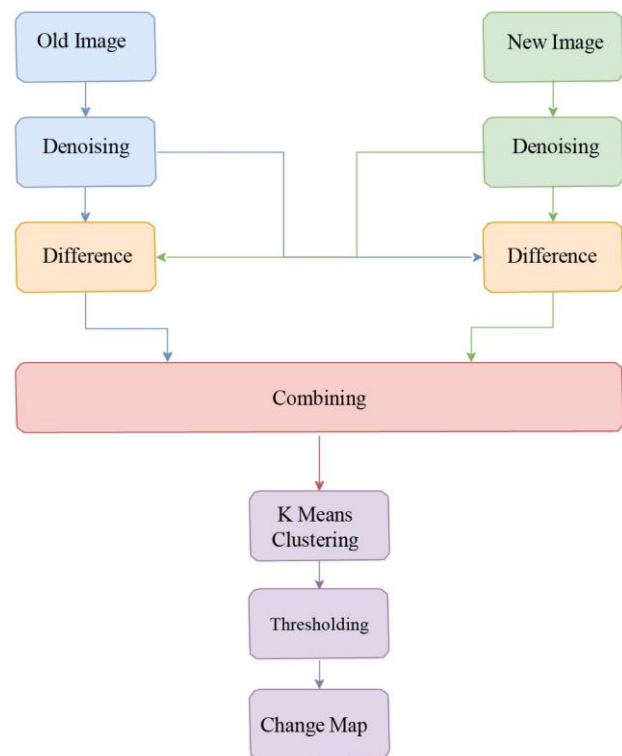 Old Image
New Image
Denoising
Denoising
Difference
Difference
Combining
K Means
Clustering
Thresholding
Change Map